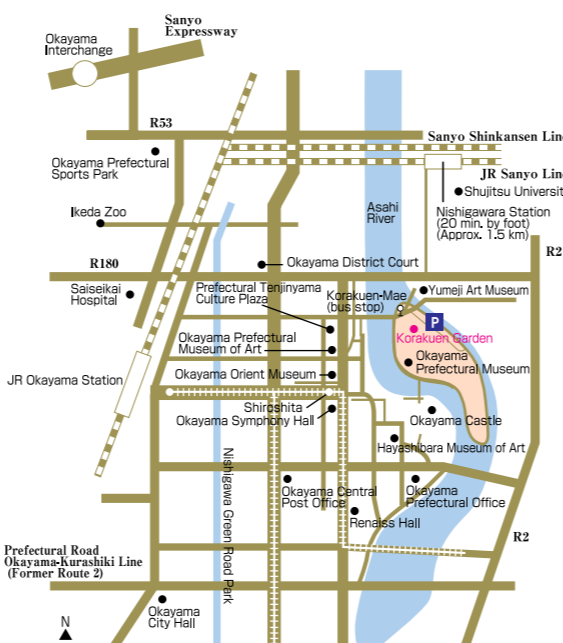 Sanyo
Expressway
Okayama
Interchange
R53
Sanyo Shinkansen Line
Okayama Prefectural
Sports Park
JR Sanyo Line
Shujitsu Universit
Ikeda Zoo
Asahi
River
Nishigawara Station
(20 min. by foot)
(Approx. 1.5 km)
R2
Okayama District Court
R180
Saiseikai
Hospital
Prefectural Tenjinyama
Culture Plaza
Korakuen-Mae
(bus stop)
Yumeji Art Museum
P
Korakuen Garden
Okayama Prefectural
Museum of Art
Okayama
Prefectural Museum
JR Okayama Station
Okayama Orient Museum
Shiroshita
Okayama Symphony Hall
Okayama Castle
Hayashibara Museum of Art
Nishigawa Green Road Park
Okayama Central
Post Office
Okayama
Prefectural Office
Renaiss Hall
R2
Prefectural Road
Okayama-Kurashiki Line
(Former Route 2)
Okayama
City Hall
N